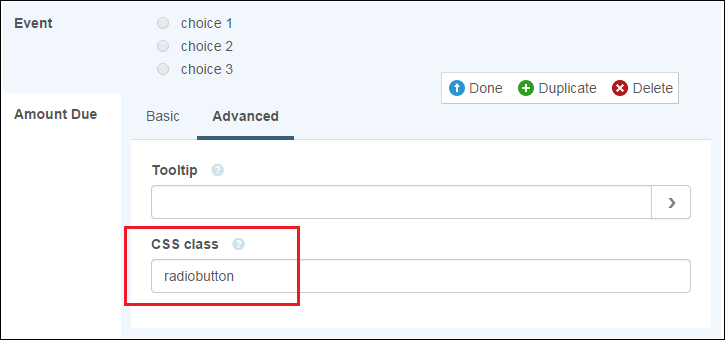 Event
choice 1
choice 2
choice 3
Done Duplicate Delete
Amount Due
Basic Advanced
Tooltip ?
CSS class ?
radiobutton